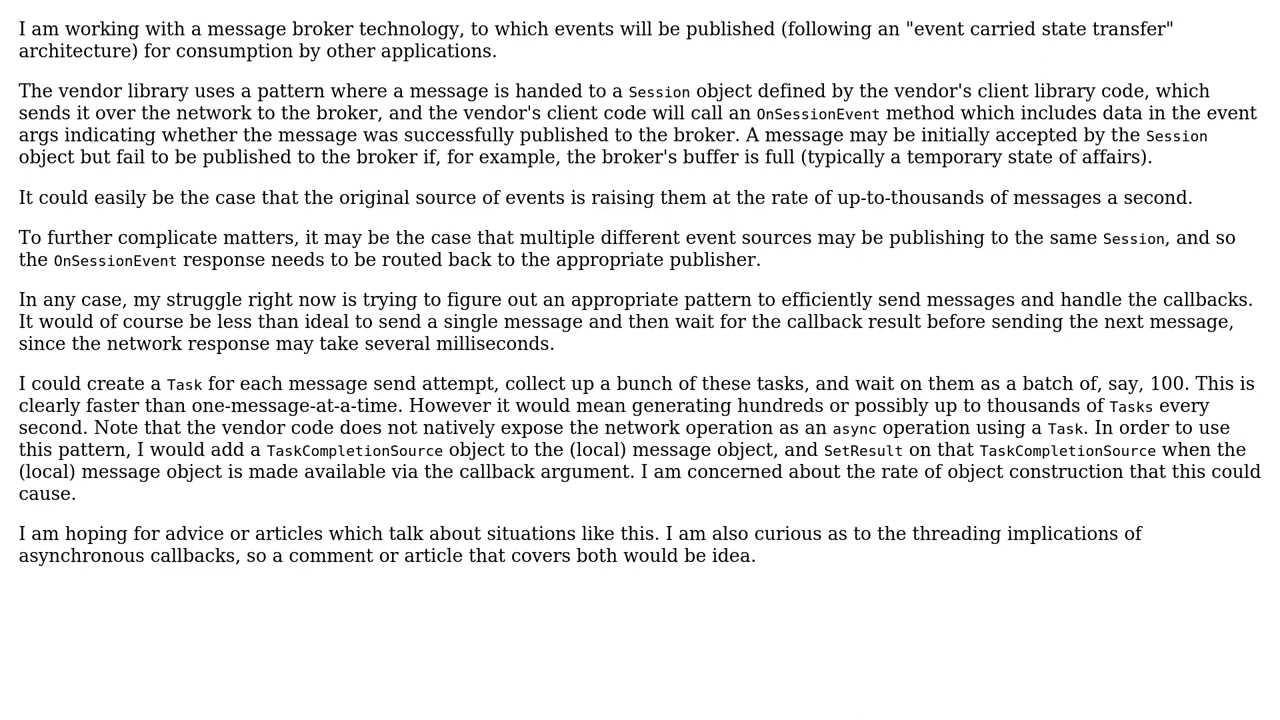 I am working with a message broker technology, to which events will be published (following an "event carried state transfer"
architecture) for consumption by other applications.
The vendor library uses a pattern where a message is handed to a Session object defined by the vendor's client library code, which
sends it over the network to the broker, and the vendor's client code will call an OnSessionEvent method which includes data in the event
args indicating whether the message was successfully published to the broker. A message may be initially accepted by the Session
object but fail to be published to the broker if, for example, the broker's buffer is full (typically a temporary state of affairs).
It could easily be the case that the original source of events is raising them at the rate of up-to-thousands of messages a second.
To further complicate matters, it may be the case that multiple different event sources may be publishing to the same Session, and so
the OnSessionEvent response needs to be routed back to the appropriate publisher.
In any case, my struggle right now is trying to figure out an appropriate pattern to efficiently send messages and handle the callbacks.
It would of course be less than ideal to send a single message and then wait for the callback result before sending the next message,
since the network response may take several milliseconds.
I could create a Task for each message send attempt, collect up a bunch of these tasks, and wait on them as a batch of, say, 100. This is
clearly faster than one-message-at-a-time. However it would mean generating hundreds or possibly up to thousands of Tasks every
second. Note that the vendor code does not natively expose the network operation as an async operation using a Task. In order to use
this pattern, I would add a TaskCompletionSource object to the (local) message object, and SetResult on that TaskCompletionSource when the
(local) message object is made available via the callback argument. I am concerned about the rate of object construction that this could
cause.
I am hoping for advice or articles which talk about situations like this. I am also curious as to the threading implications of
asynchronous callbacks, so a comment or article that covers both would be idea.